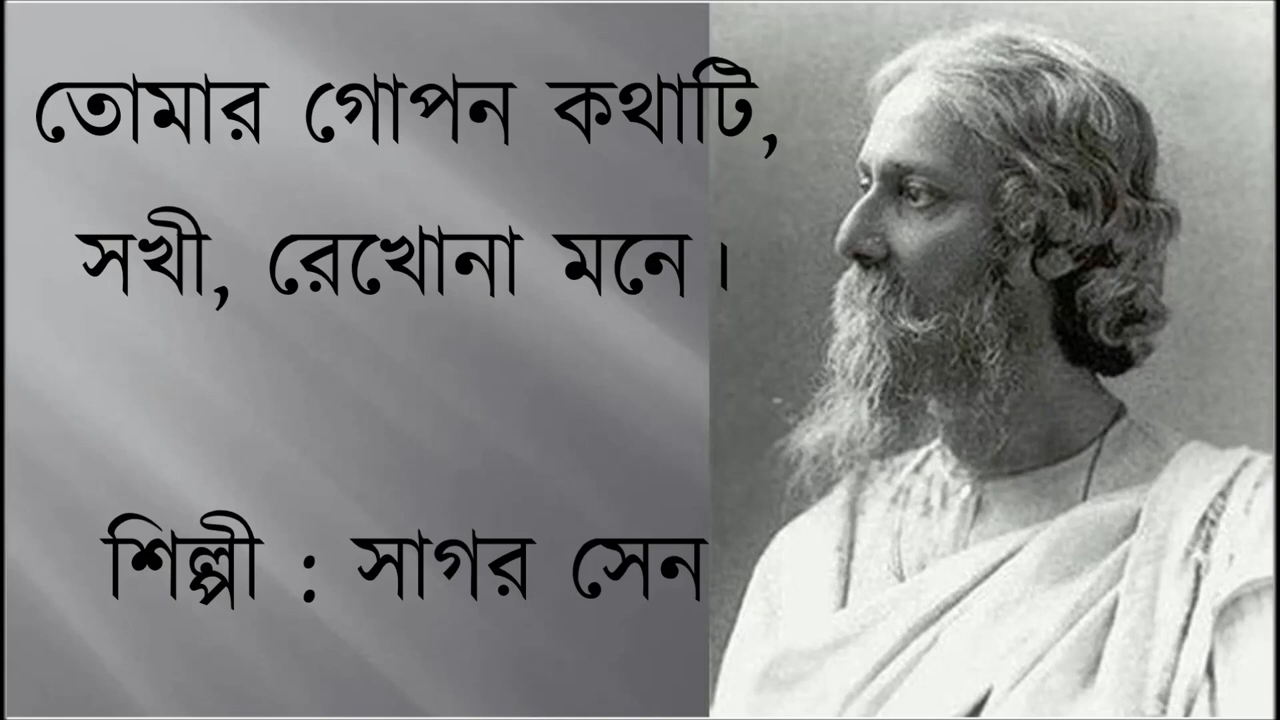 তোমার গোপন কথাটি,
সখী, রেখোনা মনে।
শিল্পী : সাগর সেন